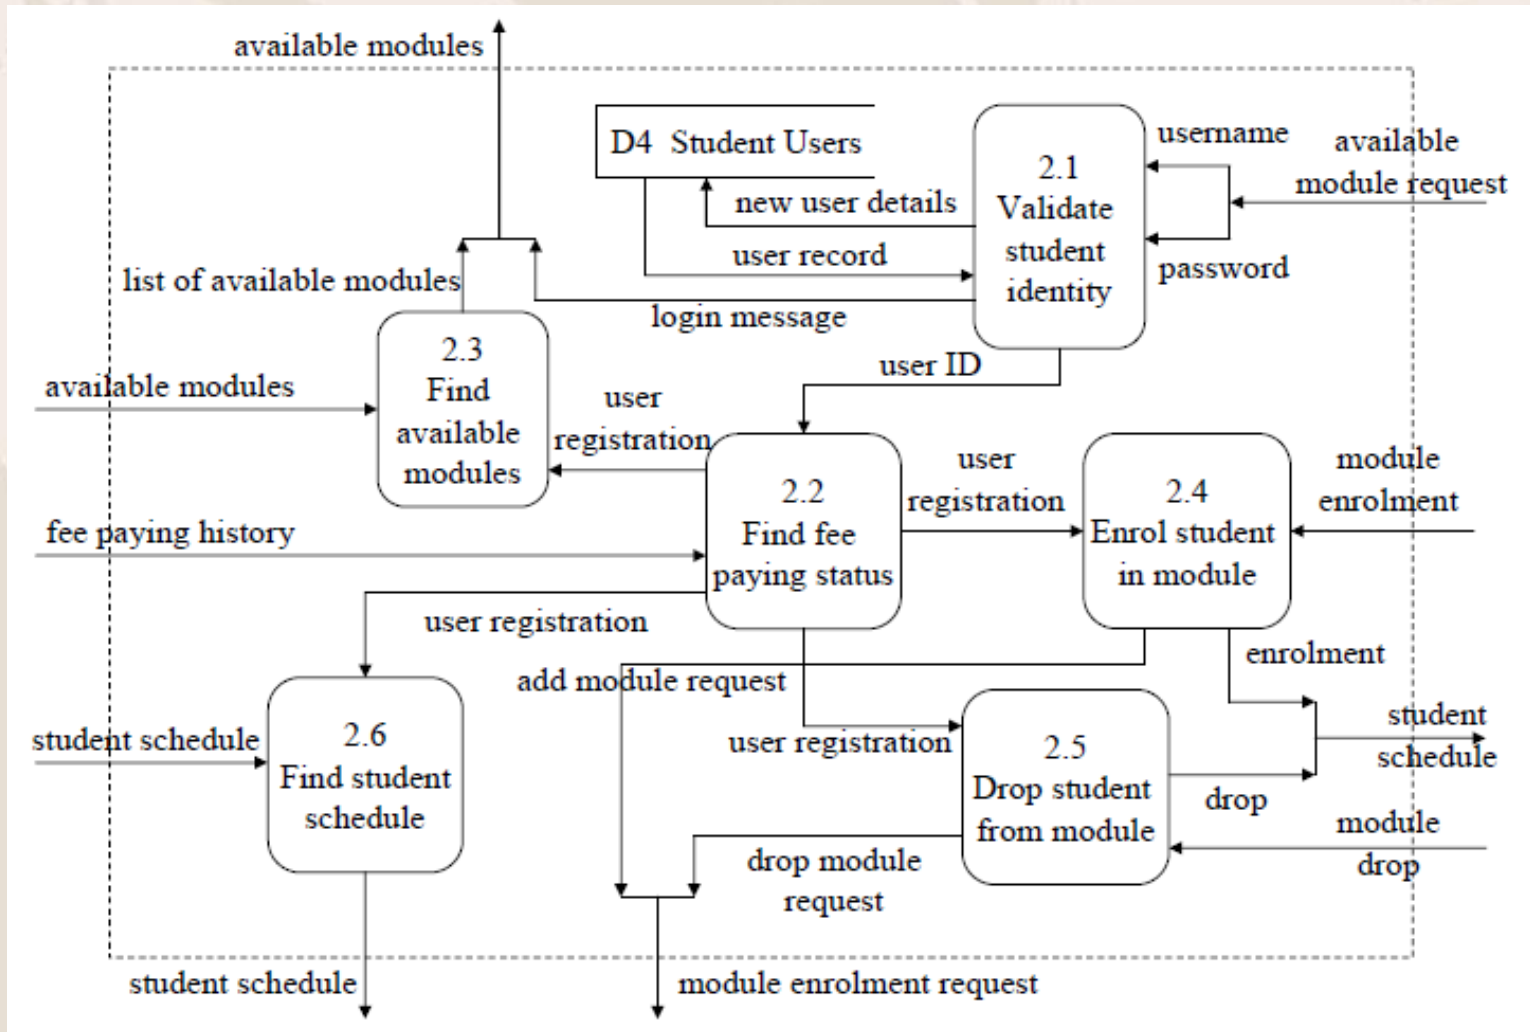 available modules
D4 Student Users
username
available
module request
2.1
Validate
student
identity
new user details
user record
password
list of available modules
login message
2.3
Find
available
modules
user ID
available modules
user
registration
user
registration
module
enrolment
2.2
Find fee
paying status
2.4
Enrol student
in module
fee paying history
user registration
enrolment
add module request
student
schedule
student schedule
2.6
Find student
schedule
user registration
2.5
Drop student
from module
drop
module
drop
drop module
request
student schedule
module enrolment request